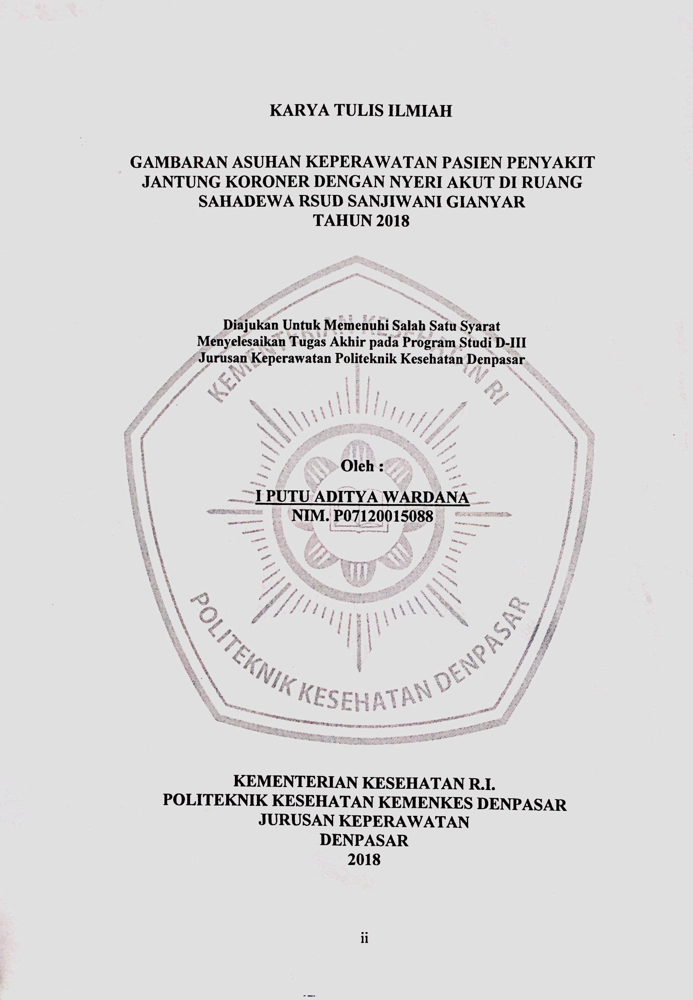 KARYA TULIS ILMIAH
GAMBARAN ASUHAN KEPERAWATAN PASIEN PENYAKIT
JANTUNG KORONER DENGAN NYERI AKUT DI RUANG
SAHADEWA RSUD SANJIWANI GIANYAR
TAHUN 2018
KEMENTERIAN KESEHATAN RI
Diajukan Untuk Memenuhi Salah Satu Syarat
Menyelesaikan Tugas Akhir pada Program Studi D-III
Jurusan Keperawatan Politeknik Kesehatan Denpasar
Oleh :
I PUTU ADITYA WARDANA
NIM. P07120015088
POLITEKNIK KESEHATAN DENPASAR
KEMENTERIAN KESEHATAN R.I.
POLITEKNIK KESEHATAN KEMENKES DENPASAR
JURUSAN KEPERAWATAN
DENPASAR
2018
ii